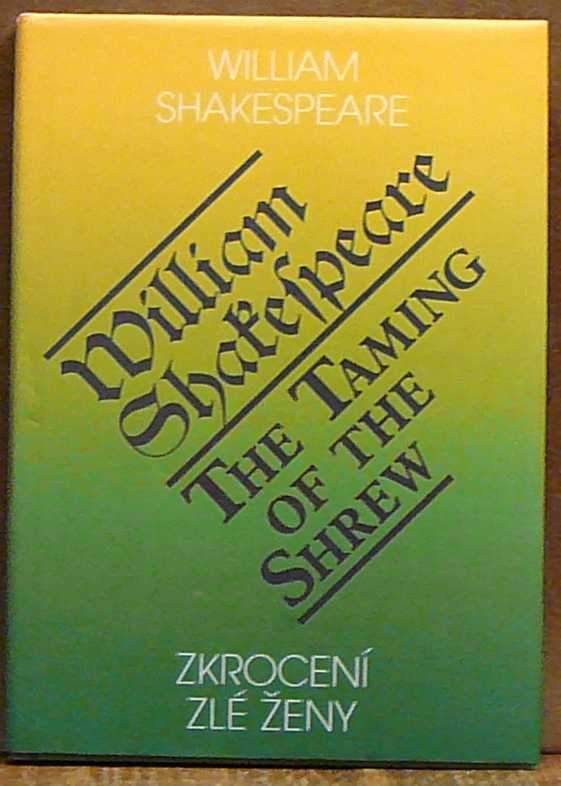 WILLIAM
SHAKESPEARE
William
Shakeſpeare
THE TAMING
OF THE
SHREW
ZKROCENÍ
ZLÉ ŽENY